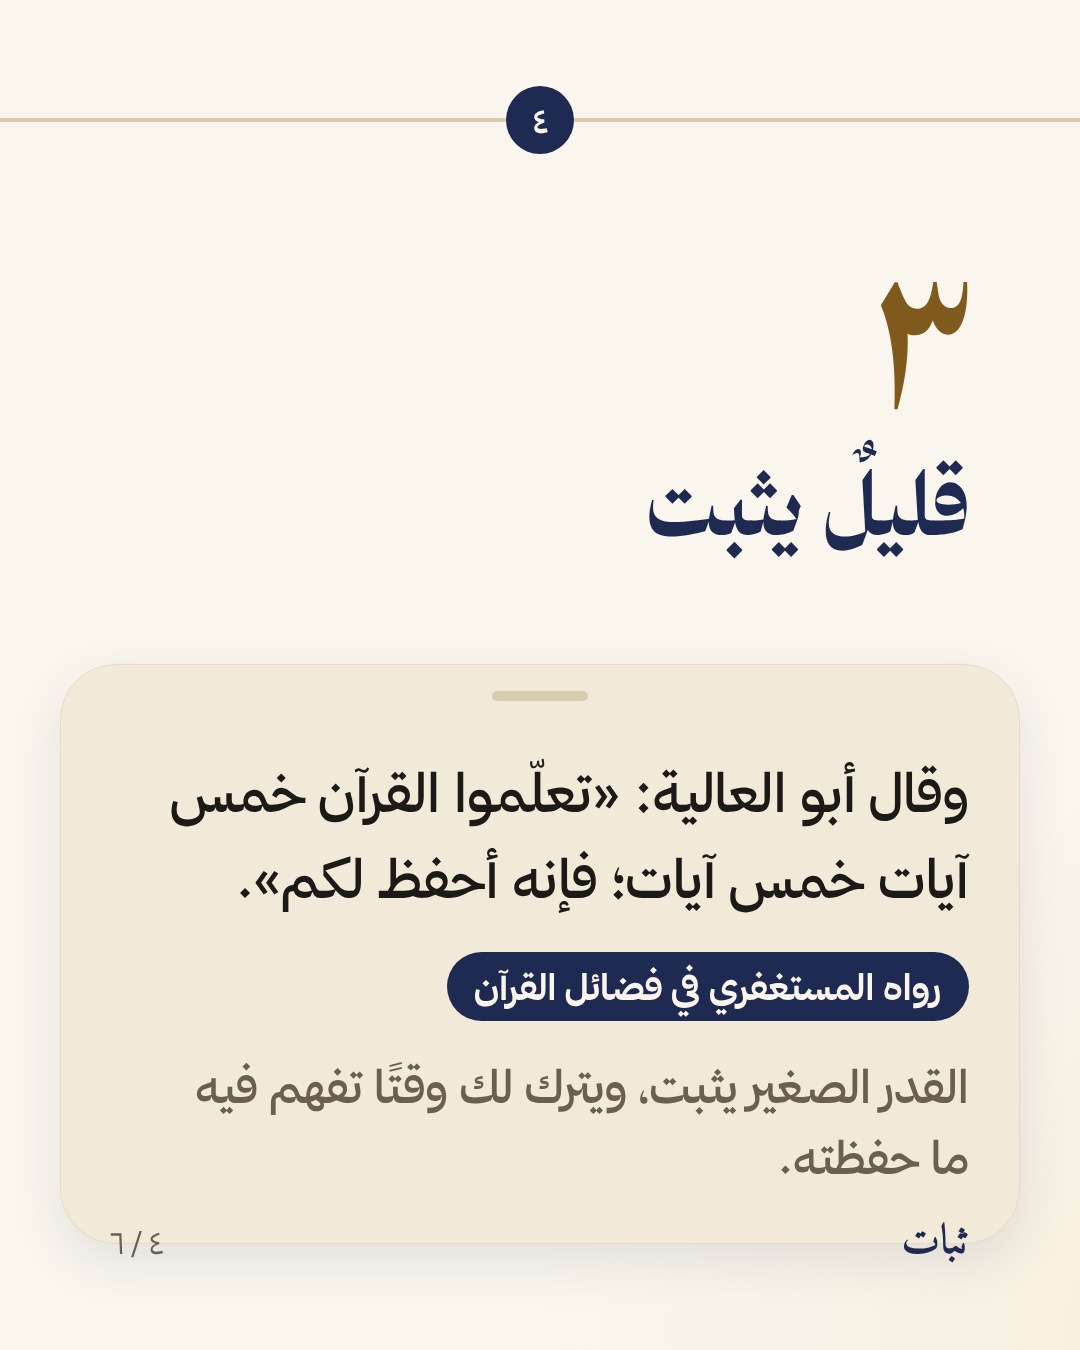 ٤
٣
قليلٌ يثبت
وقال أبو العالية: «تعلّموا القرآن خمس
آيات خمس آيات؛ فإنه أحفظ لكم».
رواه المستغفري في فضائل القرآن
القدر الصغير يثبت، ويترك لك وقتًا تفهم فيه
ما حفظته.
ثبات
٤ / ٦